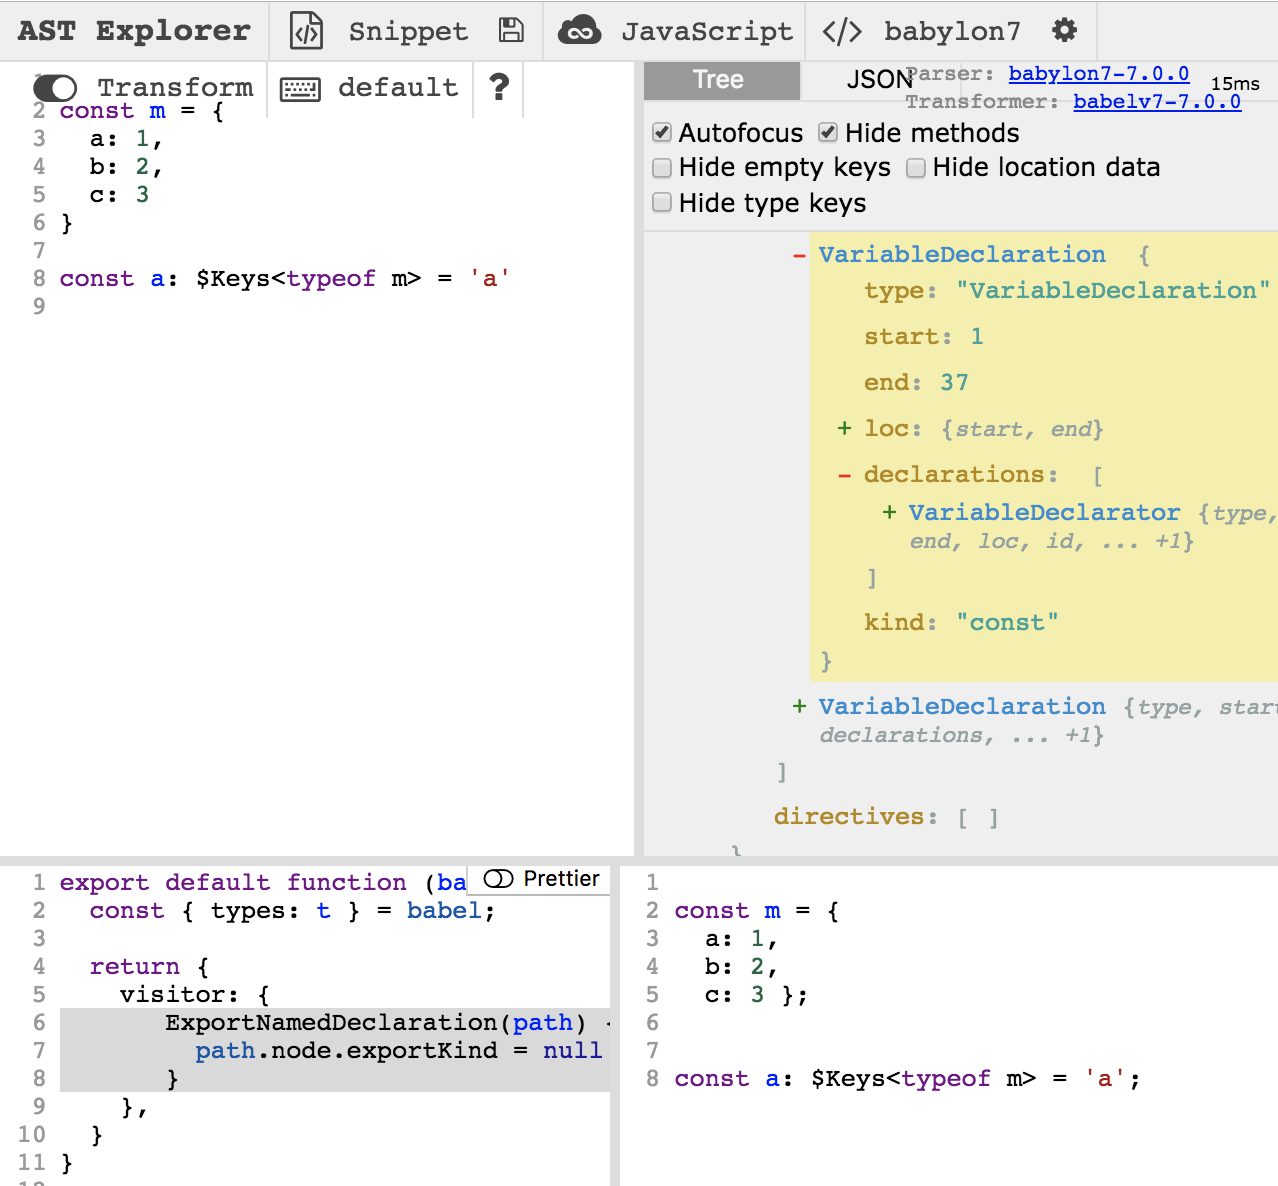 AST Explorer Snippet JavaScript </> babylon7
Transform default ?
Parser: babylon7-7.0.0 15ms
Transformer: babelv7-7.0.0
2 const m = {
3 a: 1,
4 b: 2,
5 c: 3
6 }
7
8 const a: $Keys<typeof m> = 'a'
9
Tree JSON
Autofocus Hide methods
Hide empty keys Hide location data
Hide type keys
- VariableDeclaration {
type: "VariableDeclaration"
start: 1
end: 37
+ loc: {start, end}
- declarations: [
+ VariableDeclarator {type,
end, loc, id, ... +1}
]
kind: "const"
}
+ VariableDeclaration {type, start
declarations, ... +1}
]
directives: [ ]
}
Prettier
1 export default function (ba
2 const { types: t } = babel;
3
4 return {
5 visitor: {
6 ExportNamedDeclaration(path) {
7 path.node.exportKind = null
8 }
9 },
10 }
11 }
1
2 const m = {
3 a: 1,
4 b: 2,
5 c: 3 };
6
7
8 const a: $Keys<typeof m> = 'a';